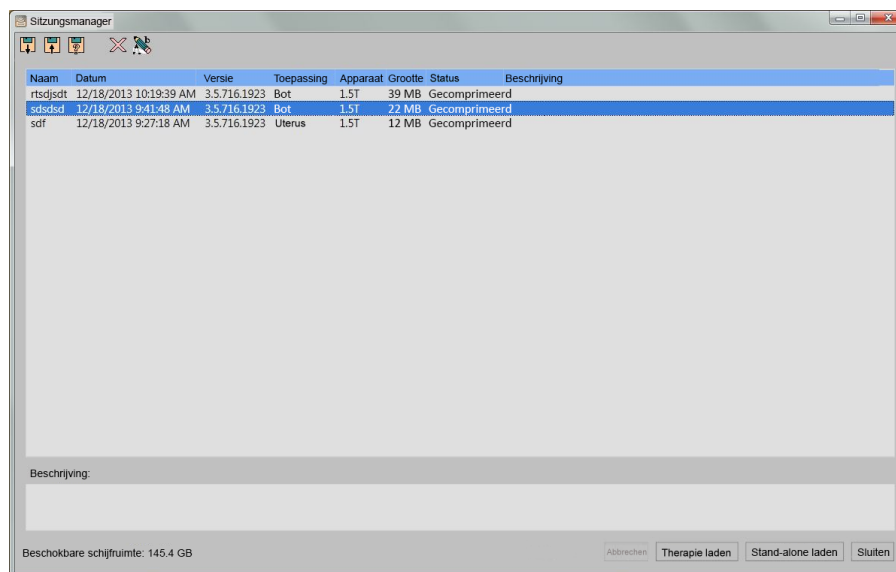 Sitzungsmanager
Naam Datum Versie Toepassing Apparaat Grootte Status Beschrijving
rtsdjsdt 12/18/2013 10:19:39 AM 3.5.716.1923 Bot 1.5T 39 MB Gecomprimeerd
sdsdsd 12/18/2013 9:41:48 AM 3.5.716.1923 Bot 1.5T 22 MB Gecomprimeerd
sdf 12/18/2013 9:27:18 AM 3.5.716.1923 Uterus 1.5T 12 MB Gecomprimeerd
Beschrijving:
Beschokbare schijfruimte: 145.4 GB Abbrechen Therapie laden Stand-alone laden Sluiten